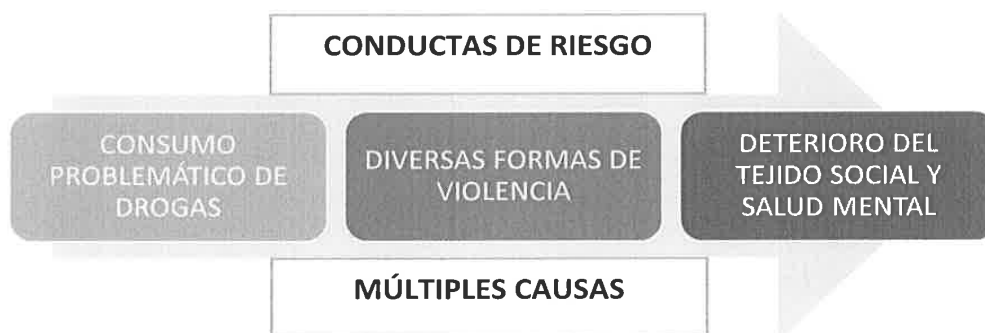 CONDUCTAS DE RIESGO
CONSUMO
PROBLEMÁTICO DE
DROGAS
DIVERSAS FORMAS DE
VIOLENCIA
DETERIORO DEL
TEJIDO SOCIAL Y
SALUD MENTAL
MÚLTIPLES CAUSAS